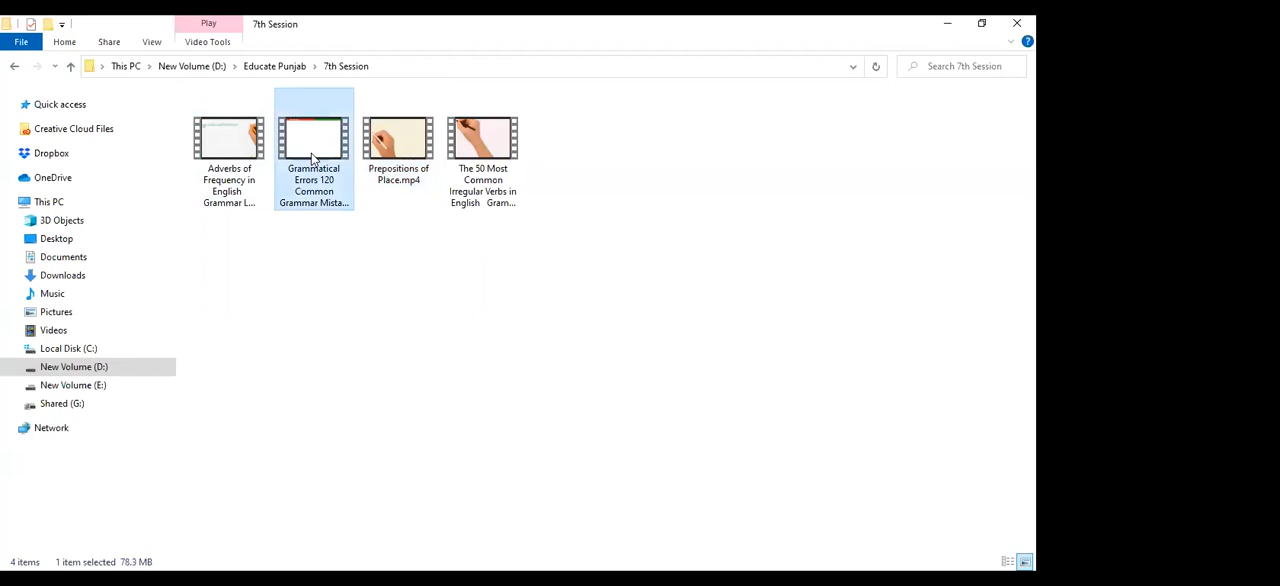 Play 7th Session
File Home Share View Video Tools
This PC > New Volume (D:) > Educate Punjab > 7th Session
Search 7th Session
Quick access
Creative Cloud Files
Dropbox
OneDrive
This PC
3D Objects
Desktop
Documents
Downloads
Music
Pictures
Videos
Local Disk (C:)
New Volume (D:)
New Volume (E:)
Shared (G:)
Network
Adverbs of
Frequency in
English
Grammar L...
Grammatical
Errors 120
Common
Grammar Mista...
Prepositions of
Place.mp4
The 50 Most
Common
Irregular Verbs in
English Gram...
4 items 1 item selected 78.3 MB